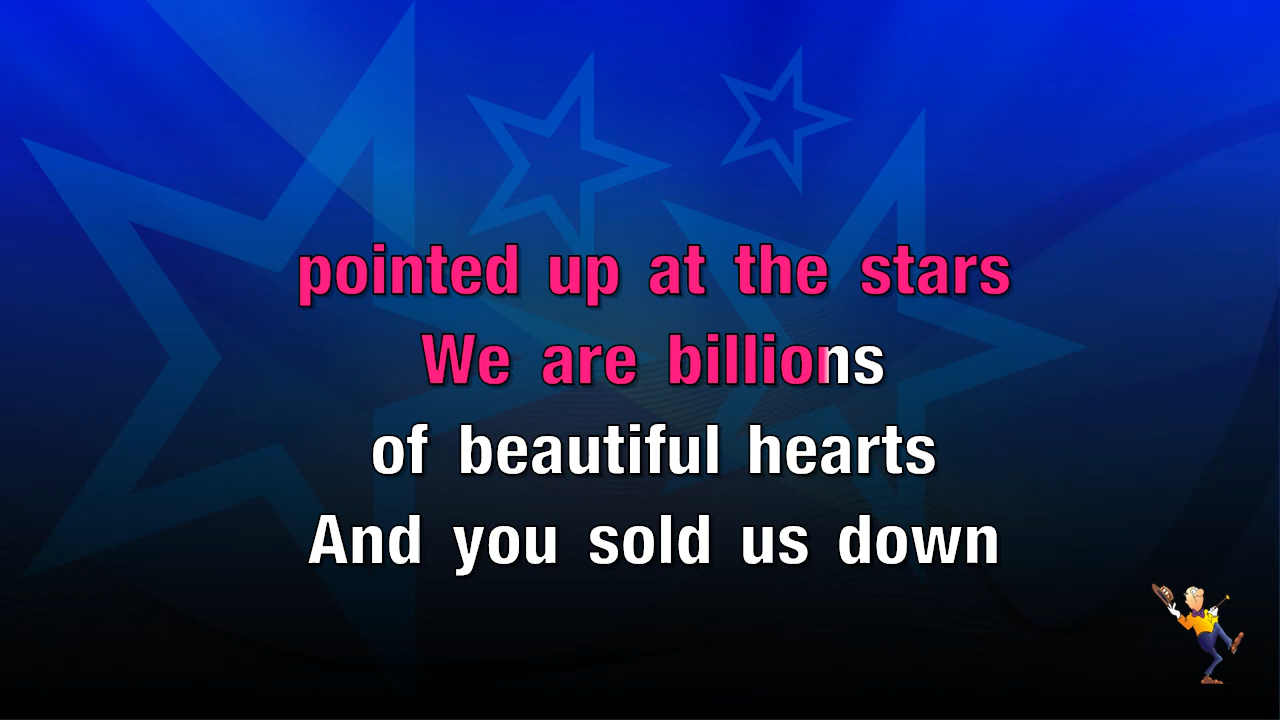 pointed up at the stars
We are billions
of beautiful hearts
And you sold us down